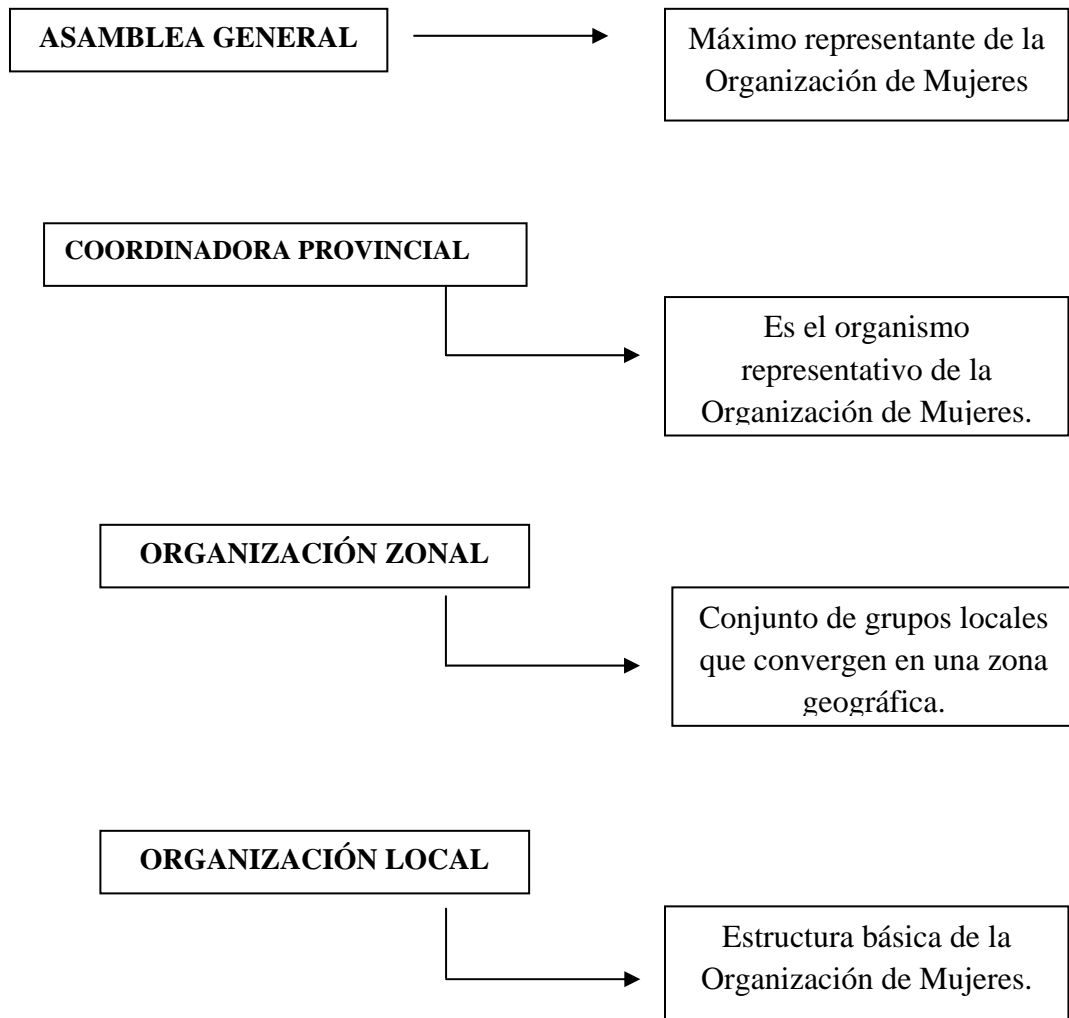 ASAMBLEA GENERAL
Máximo representante de la
Organización de Mujeres
COORDINADORA PROVINCIAL
Es el organismo
representativo de la
Organización de Mujeres.
ORGANIZACIÓN ZONAL
Conjunto de grupos locales
que convergen en una zona
geográfica.
ORGANIZACIÓN LOCAL
Estructura básica de la
Organización de Mujeres.